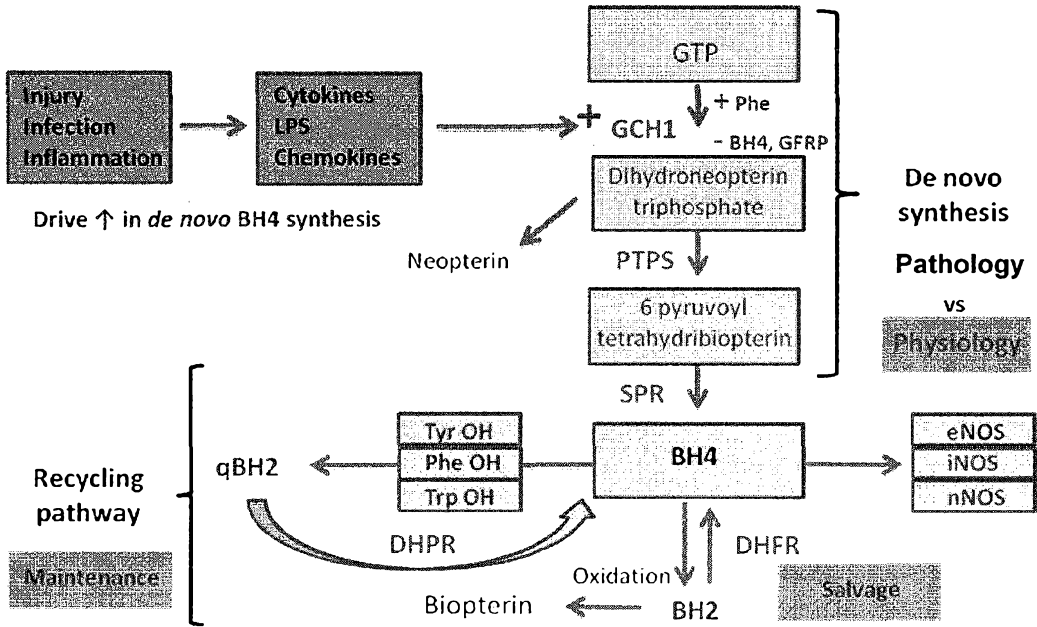 GTP
Injury
Infection
Inflammation
Cytokines
LPS
Chemokines
+
GCH1
+ Phe
- BH4, GFRP
Dihydroneopterin
triphosphate
Drive ↑ in de novo BH4 synthesis
Neopterin
PTPS
6 pyruvoyl
tetrahydribiopterin
SPR
De novo
synthesis
Pathology
vs
Physiology
Recycling
pathway
Maintenance
qBH2
Tyr OH
Phe OH
Trp OH
BH4
eNOS
iNOS
nNOS
DHPR
DHFR
Oxidation
Salvage
Biopterin
BH2